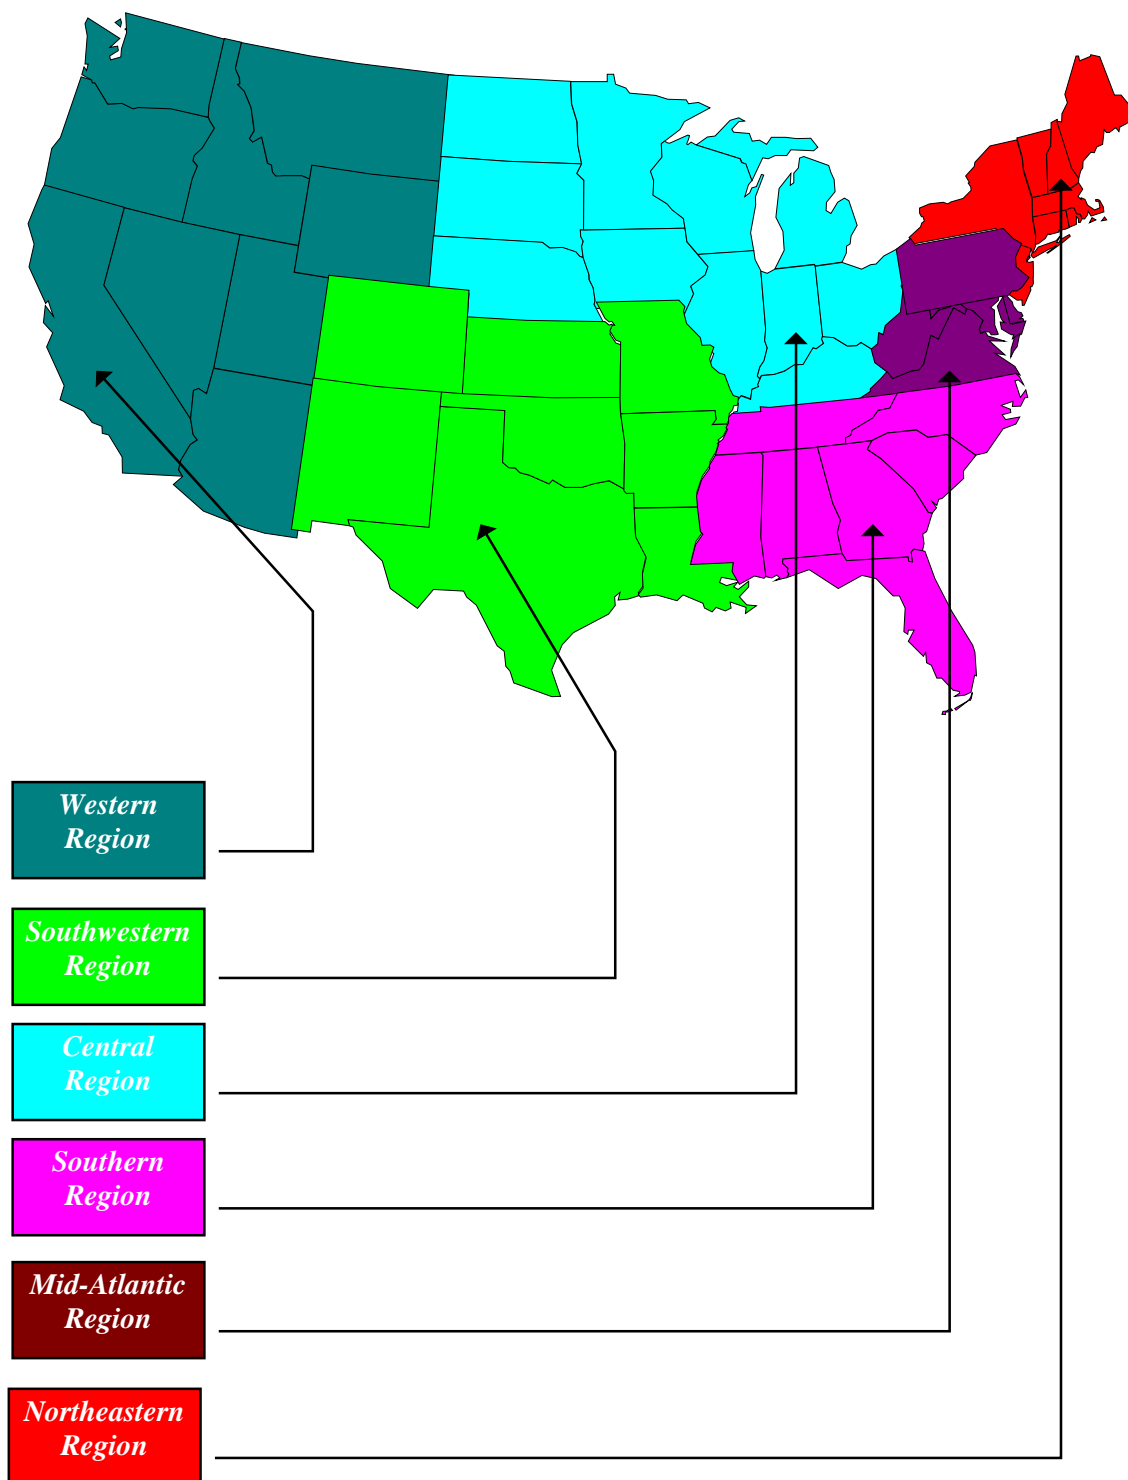 Western
Region
Southwestern
Region
Central
Region
Southern
Region
Mid-Atlantic
Region
Northeastern
Region